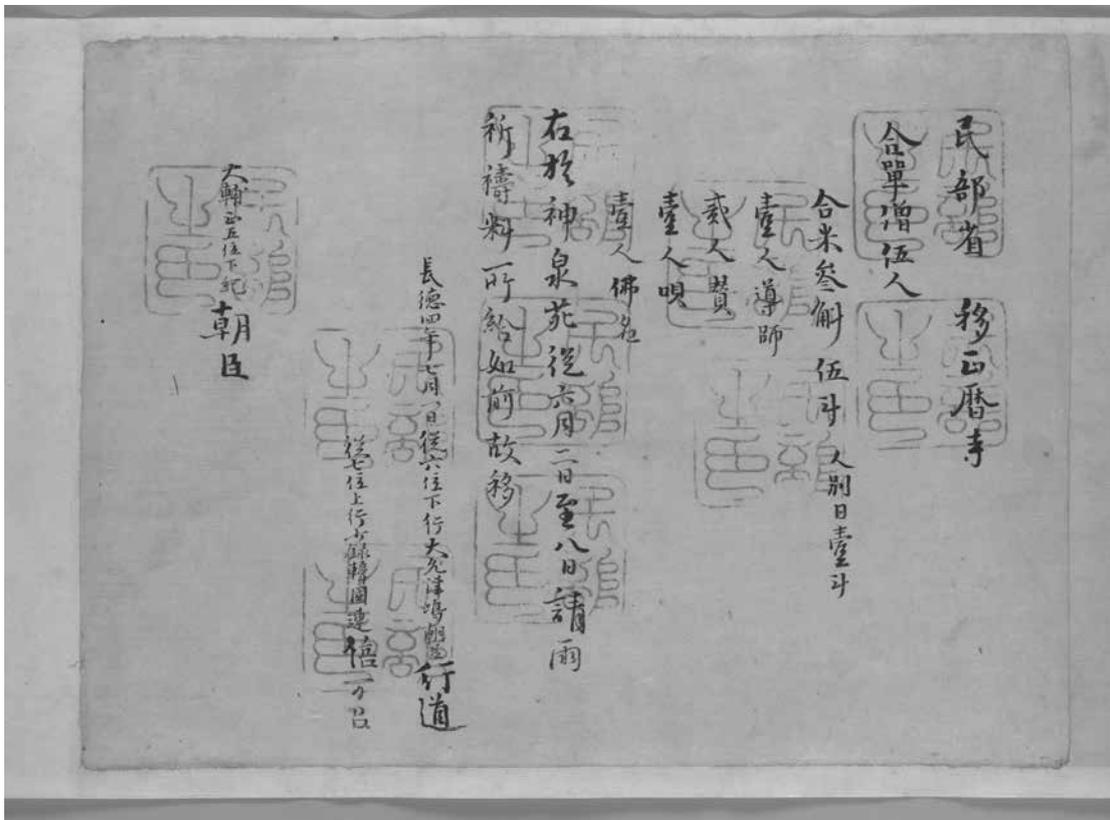 民部省　移正暦寺
合單僧伍人
合米參斛伍斗　人別日壹斗
壹人導師
貳人賛
壹人唄
壹人佛名
右於神泉苑從六月二日至八日請雨
祈禱料所給如前故移
長德四年七月一日從六位下行大允津嶋朝臣行道
從七位上行少録轉國連
大輔正五位下紀朝臣